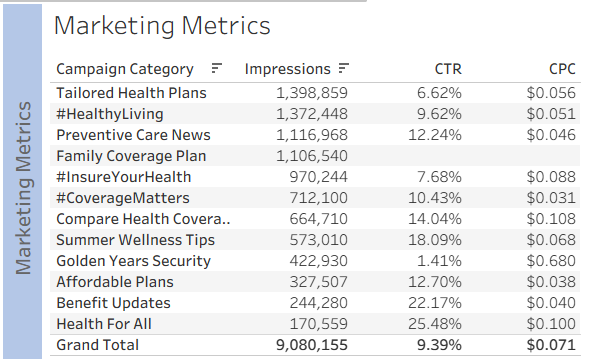 Marketing Metrics
Marketing Metrics
Campaign Category Impressions CTR CPC
Tailored Health Plans 1,398,859 6.62% $0.056
#HealthyLiving 1,372,448 9.62% $0.051
Preventive Care News 1,116,968 12.24% $0.046
Family Coverage Plan 1,106,540
#InsureYourHealth 970,244 7.68% $0.088
#CoverageMatters 712,100 10.43% $0.031
Compare Health Covera.. 664,710 14.04% $0.108
Summer Wellness Tips 573,010 18.09% $0.068
Golden Years Security 422,930 1.41% $0.680
Affordable Plans 327,507 12.70% $0.038
Benefit Updates 244,280 22.17% $0.040
Health For All 170,559 25.48% $0.100
Grand Total 9,080,155 9.39% $0.071